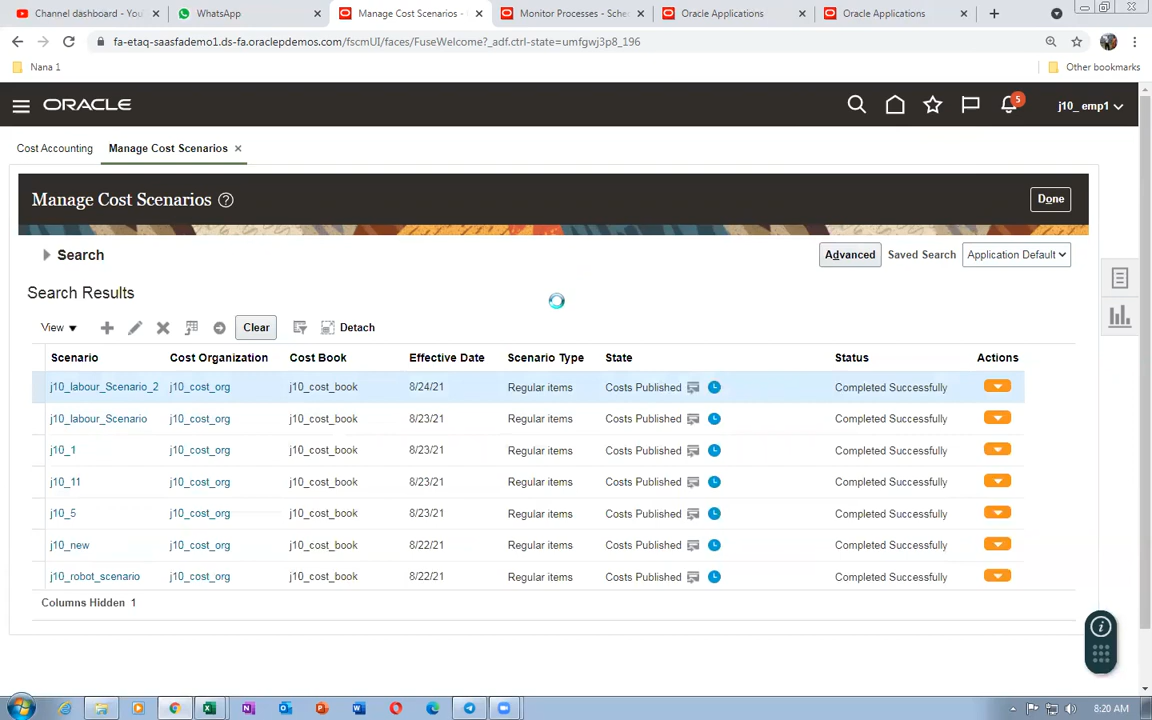 Channel dashboard - You
WhatsApp
Manage Cost Scenarios -
Monitor Processes - Sche
Oracle Applications
Oracle Applications
fa-etaq-saasfademo1.ds-fa.oraclepdemos.com/fscmUI/faces/FuseWelcome?_adf.ctrl-state=umfgwj3p8_196
Nana 1
Other bookmarks
ORACLE
5
j10_ emp1
Cost Accounting
Manage Cost Scenarios
Manage Cost Scenarios
Done
Search
Advanced
Saved Search
Application Default
Search Results
View
Clear
Detach
Scenario Cost Organization Cost Book Effective Date Scenario Type State Status Actions
j10_labour_Scenario_2 j10_cost_org j10_cost_book 8/24/21 Regular items Costs Published Completed Successfully
j10_labour_Scenario j10_cost_org j10_cost_book 8/23/21 Regular items Costs Published Completed Successfully
j10_1 j10_cost_org j10_cost_book 8/23/21 Regular items Costs Published Completed Successfully
j10_11 j10_cost_org j10_cost_book 8/23/21 Regular items Costs Published Completed Successfully
j10_5 j10_cost_org j10_cost_book 8/23/21 Regular items Costs Published Completed Successfully
j10_new j10_cost_org j10_cost_book 8/22/21 Regular items Costs Published Completed Successfully
j10_robot_scenario j10_cost_org j10_cost_book 8/22/21 Regular items Costs Published Completed Successfully
Columns Hidden 1
8:20 AM